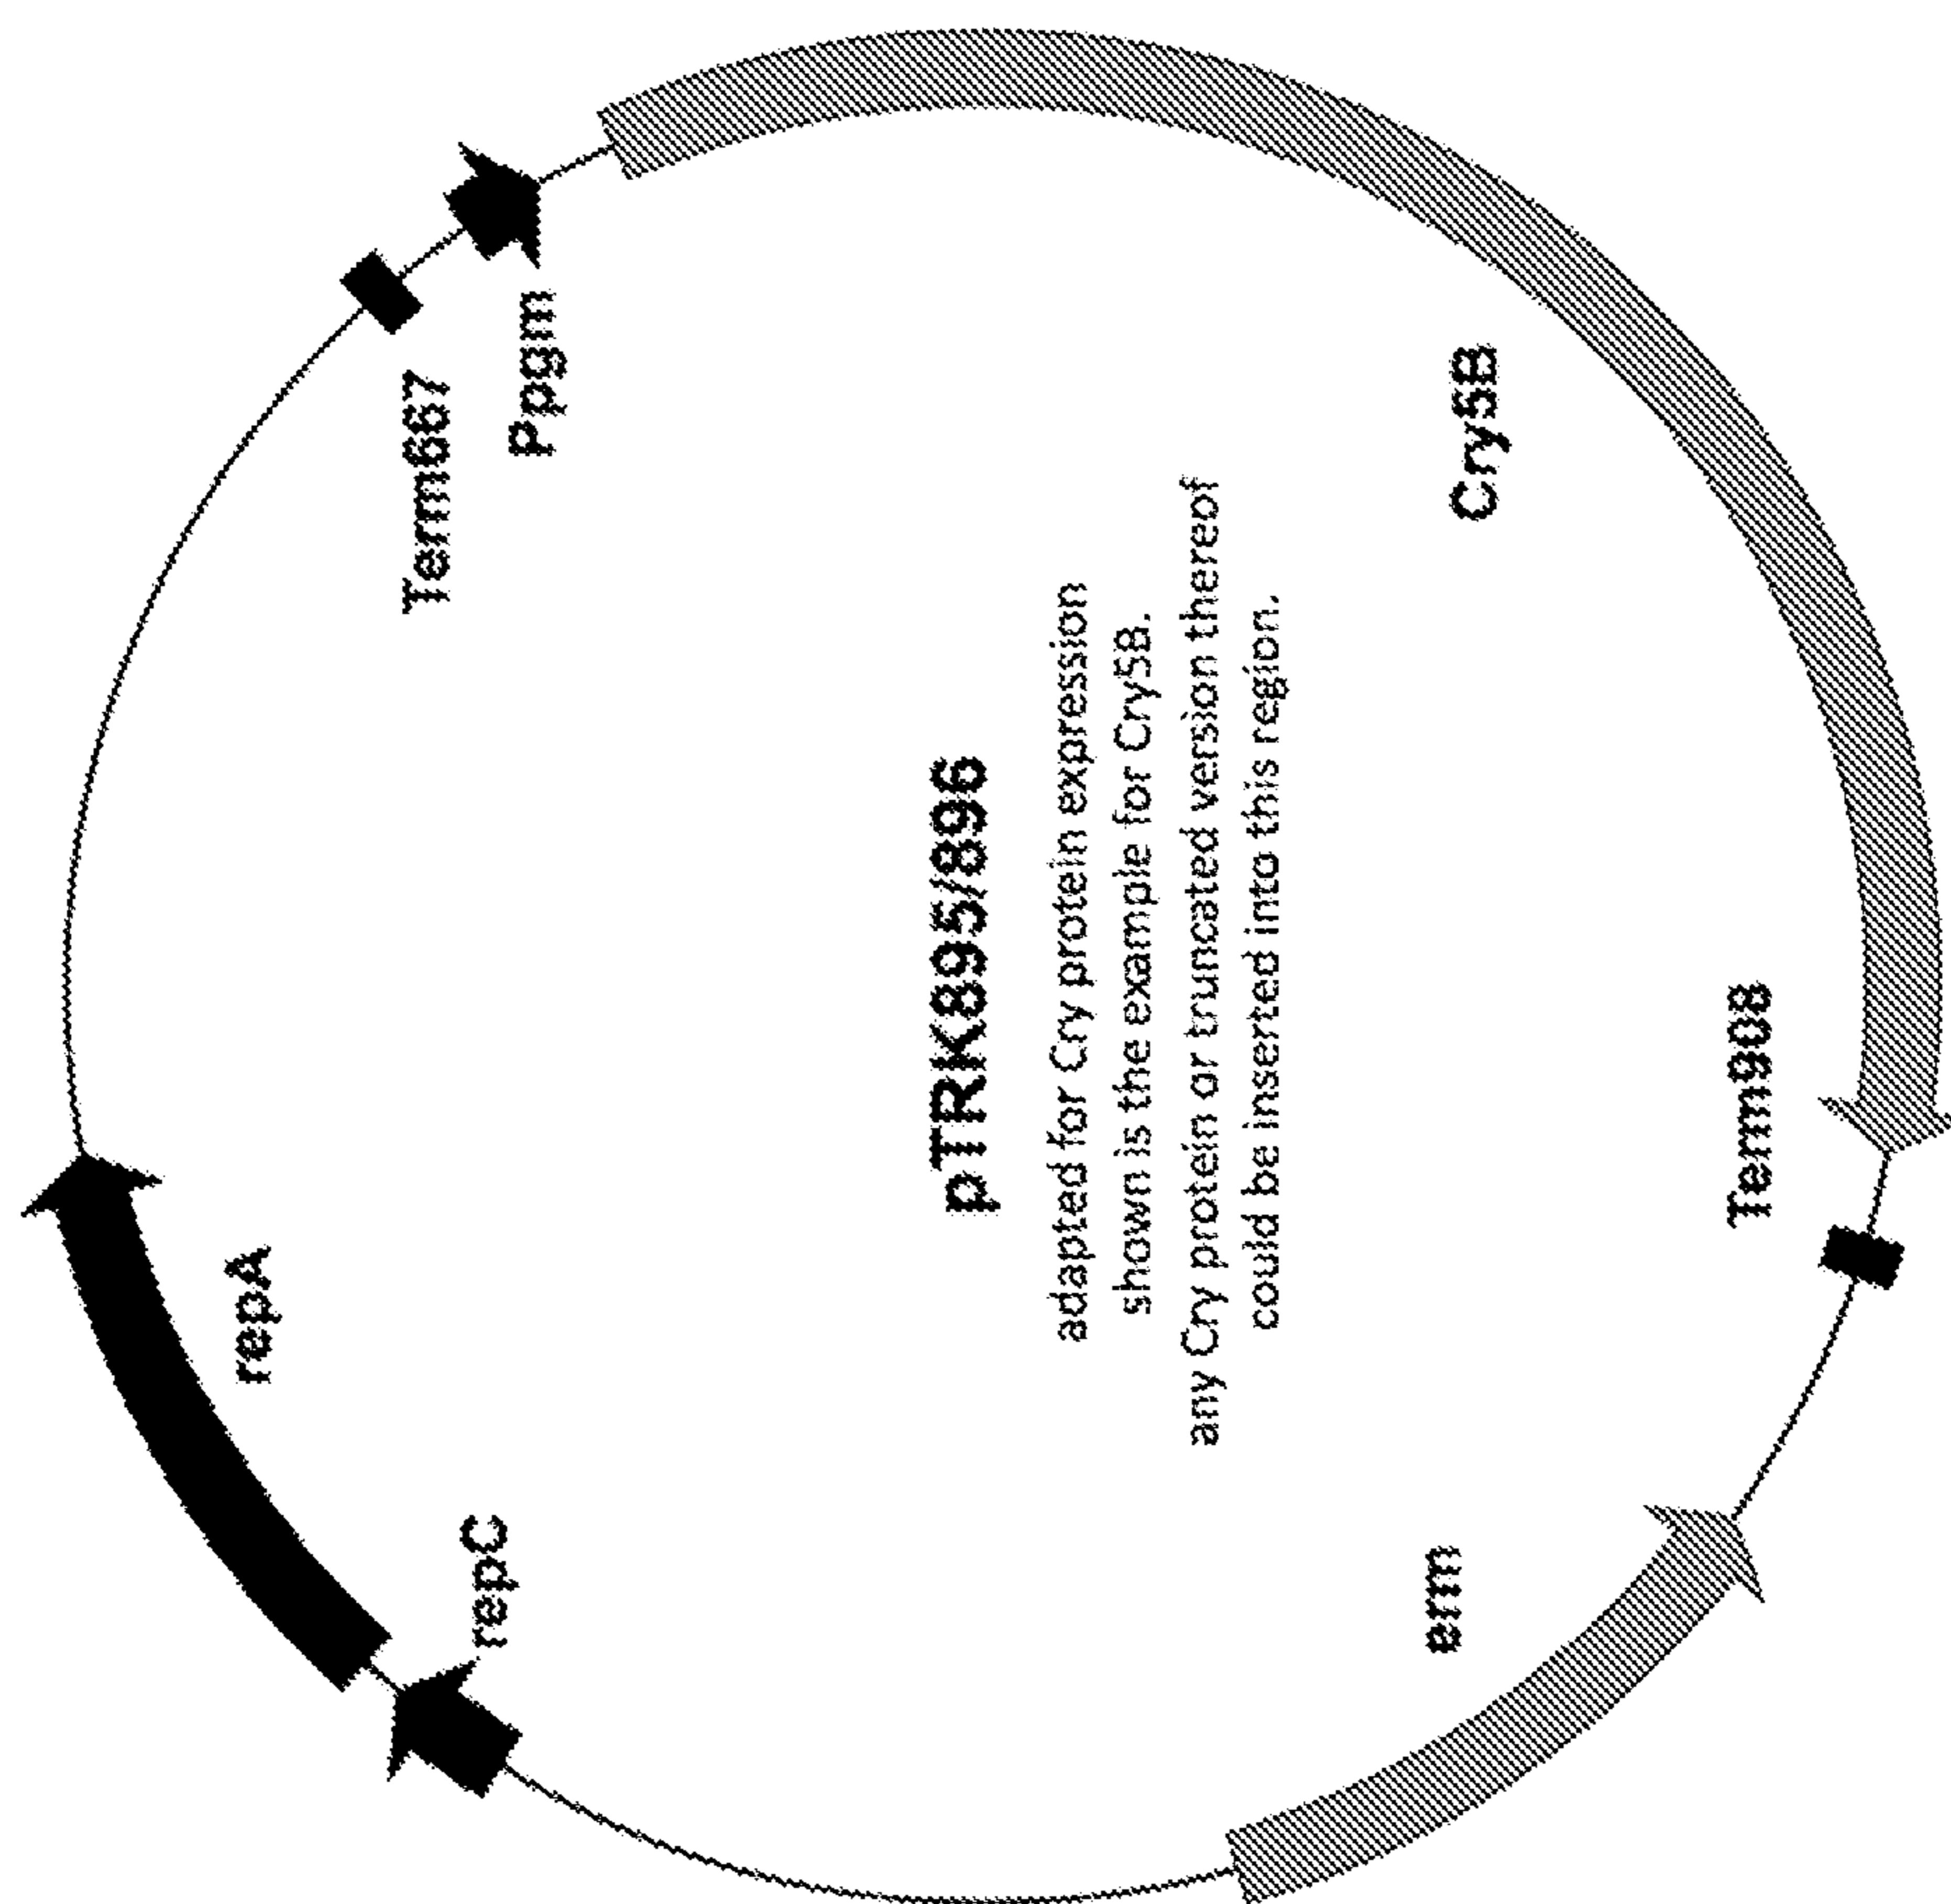 repA
repC
Term667
Ppgm
pTRK895/896
adapted for Cry protein expression
shown is the example for Cry5B.
any Cry protein or truncated version thereof
could be inserted into this region.
erm
Cry5B
Term908